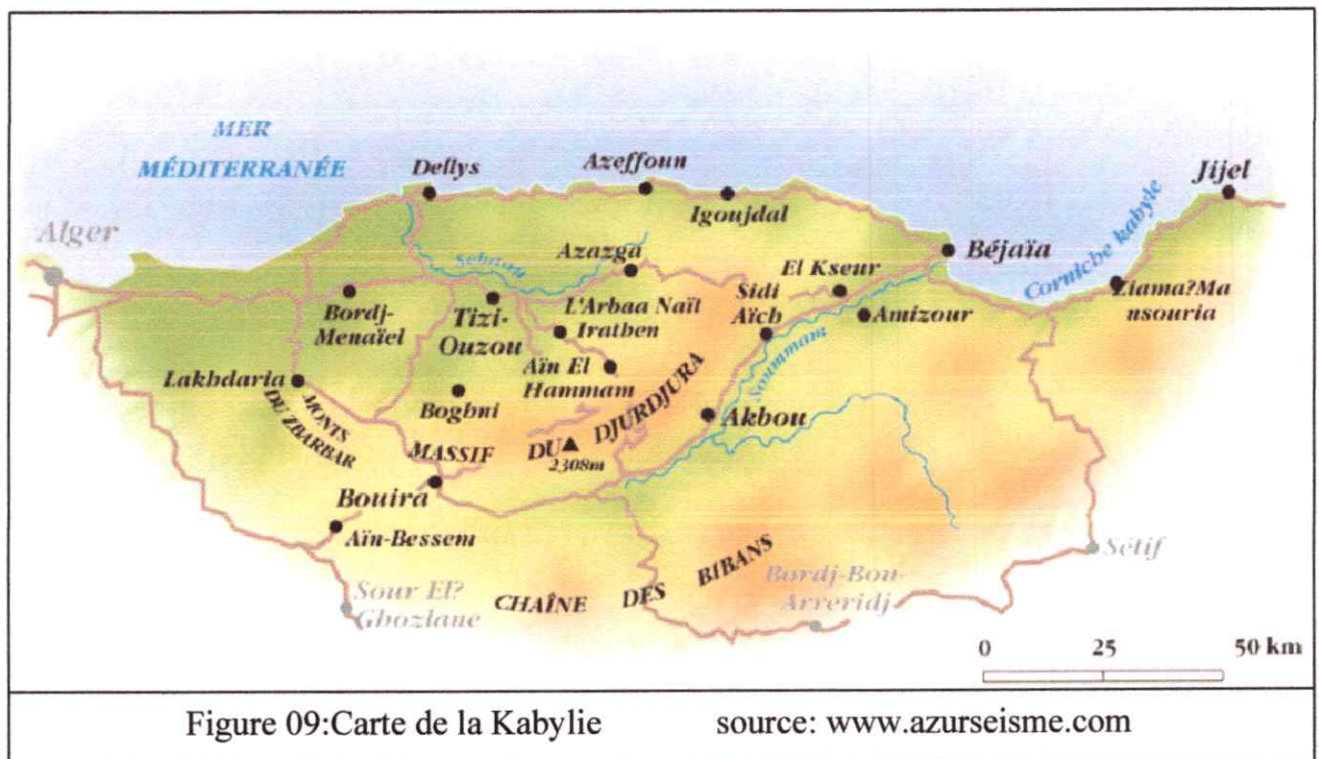 MER
MÉDITERRANÉE
Dellys
Azeffoun
Igoujdal
Jijel
Alger
Sebaou
Azazga
Béjaïa
Corniche kabyle
Ziama?Ma
nsouria
El Kseur
Sidi
Aïch
Amizour
Bordj-
Menaïel
Tizi-
Ouzou
L'Arbaa Naït
Irathen
Aïn El
Hammam
Lakhdaria
MONTS
DU ZBARBAR
Boghni
Soummam
Akbou
MASSIF DU DJURDJURA
2308m
Bouira
Aïn-Bessem
Sour El?
Ghozlane
CHAÎNE DES BIBANS
Bordj-Bou-
Arreridj
Sétif
0 25 50 km
Figure 09:Carte de la Kabylie source: www.azurseisme.com